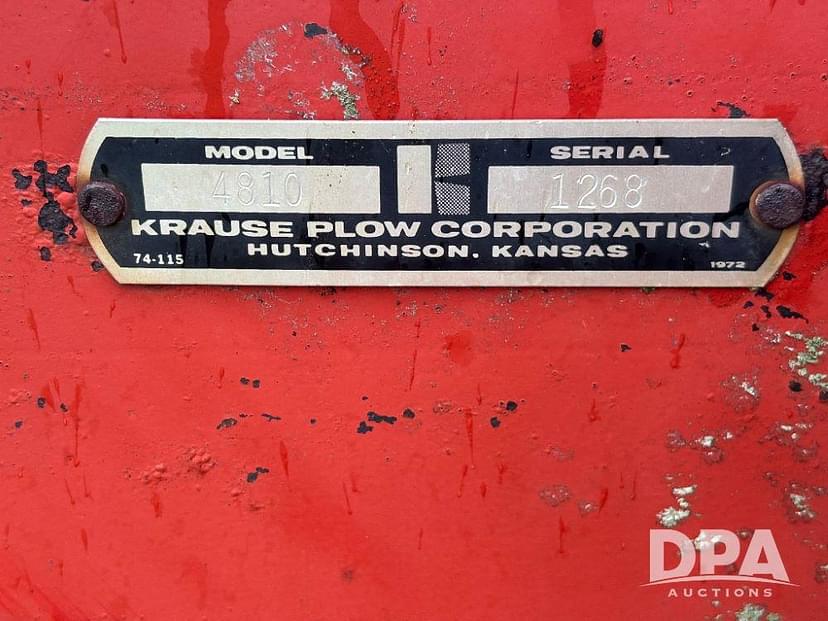 MODEL SERIAL
4810 1268
KRAUSE PLOW CORPORATION
HUTCHINSON, KANSAS
74-115 1972
DPA
AUCTIONS